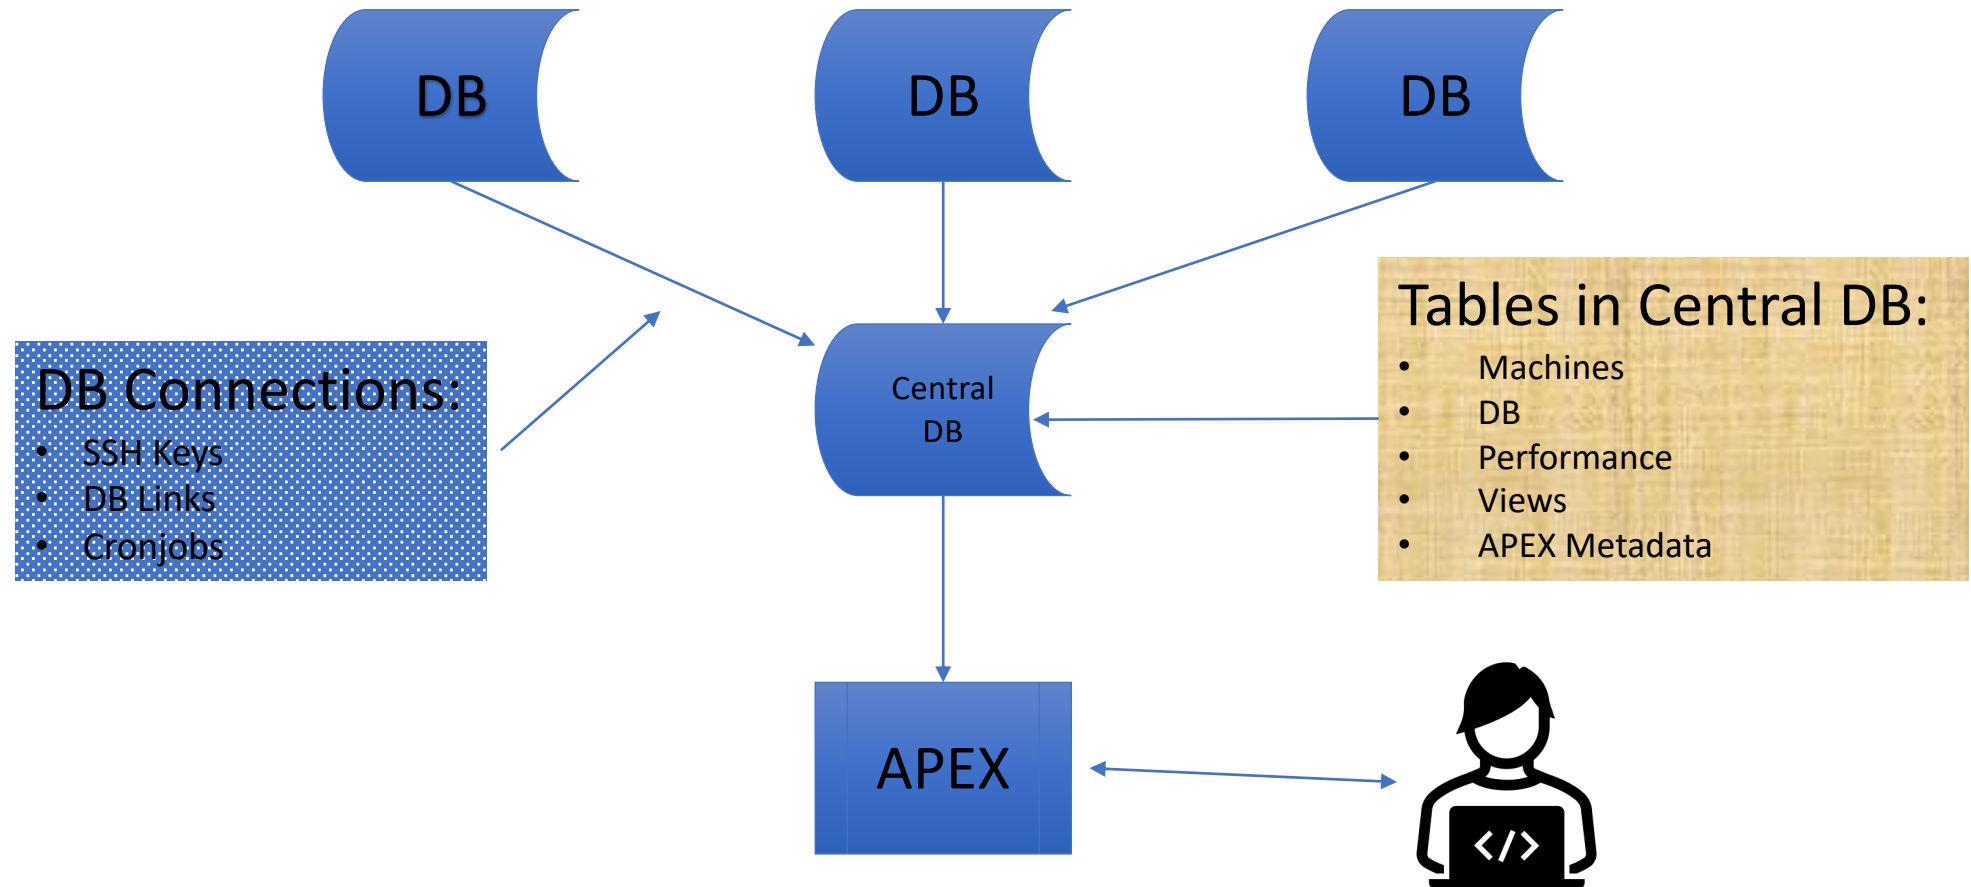 DB
DB
DB
Tables in Central DB:
• Machines
• DB
• Performance
• Views
• APEX Metadata
DB Connections:
• SSH Keys
• DB Links
• Cronjobs
Central
DB
APEX
</>